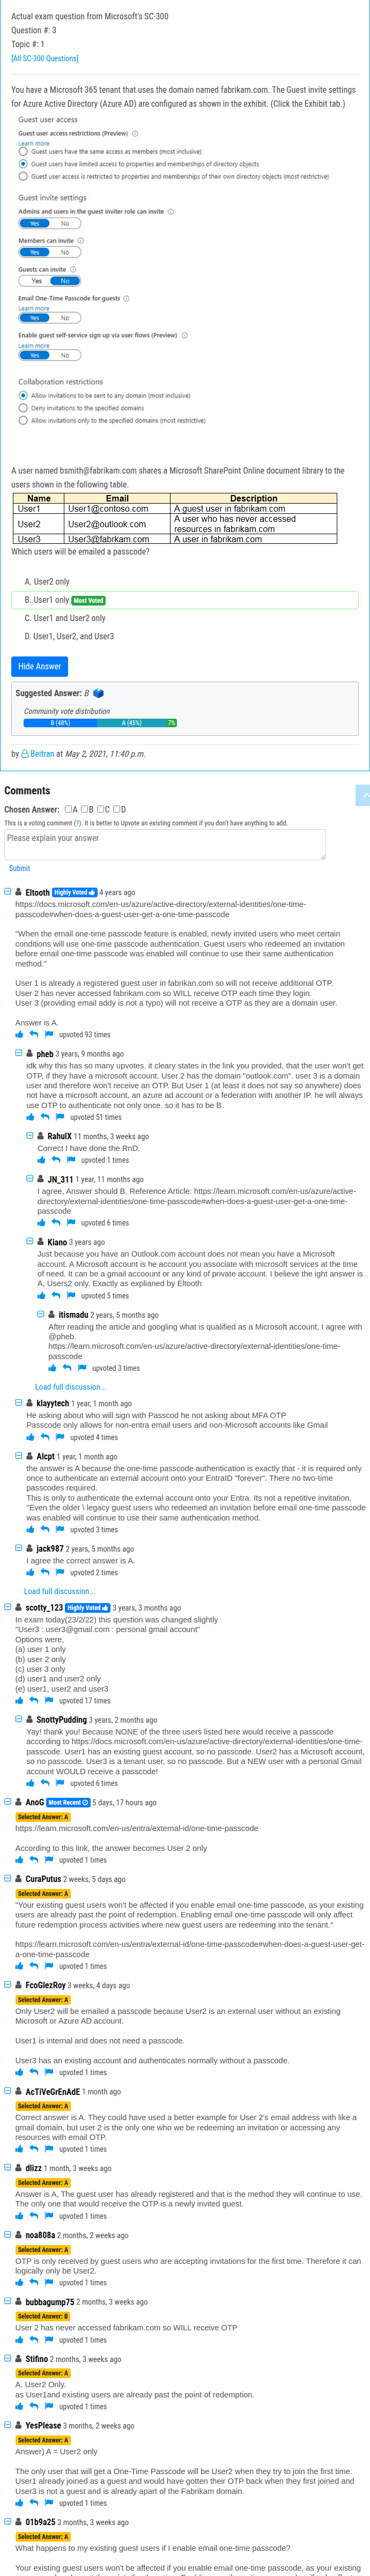 Actual exam question from Microsoft's SC-300
Question #: 3
Topic #: 1
[All SC-300 Questions]
You have a Microsoft 365 tenant that uses the domain named fabrikam.com. The Guest invite settings
for Azure Active Directory (Azure AD) are configured as shown in the exhibit. (Click the Exhibit tab.)
Guest user access
Guest user access restrictions (Preview)
Learn more
Guest users have the same access as members (most inclusive)
Guest users have limited access to properties and memberships of directory objects
Guest user access is restricted to properties and memberships of their own directory objects (most restrictive)
Guest invite settings
Admins and users in the guest inviter role can invite
Yes No
Members can invite
Yes No
Guests can invite
Yes No
Email One-Time Passcode for guests
Learn more
Yes No
Enable guest self-service sign up via user flows (Preview)
Learn more
Yes No
Collaboration restrictions
Allow invitations to be sent to any domain (most inclusive)
Deny invitations to the specified domains
Allow invitations only to the specified domains (most restrictive)
A user named bsmith@fabrikam.com shares a Microsoft SharePoint Online document library to the
users shown in the following table.
Name Email Description
User1 User1@contoso.com A guest user in fabrikam.com
User2 User2@outlook.com A user who has never accessed
resources in fabrikam.com
User3 User3@fabrkam.com A user in fabrikam.com
Which users will be emailed a passcode?
A. User2 only
B. User1 only Most Voted
C. User1 and User2 only
D. User1, User2, and User3
Hide Answer
Suggested Answer: B
Community vote distribution
B (48%) A (45%) 7%
by Beitran at May 2, 2021, 11:40 p.m.
Comments
Chosen Answer: A B C D
This is a voting comment (?). It is better to Upvote an existing comment if you don't have anything to add.
Please explain your answer
Submit
Eltooth Highly Voted 4 years ago
https://docs.microsoft.com/en-us/azure/active-directory/external-identities/one-time-
passcode#when-does-a-guest-user-get-a-one-time-passcode
"When the email one-time passcode feature is enabled, newly invited users who meet certain
conditions will use one-time passcode authentication. Guest users who redeemed an invitation
before email one-time passcode was enabled will continue to use their same authentication
method."
User 1 is already a registered guest user in fabrikan.com so will not receive additional OTP.
User 2 has never accessed fabrikam.com so WILL receive OTP each time they login.
User 3 (providing email addy is not a typo) will not receive a OTP as they are a domain user.
Answer is A.
upvoted 93 times
pheb 3 years, 9 months ago
idk why this has so many upvotes. it cleary states in the link you provided, that the user won't get
OTP, if they have a microsoft account. User 2 has the domain "outlook.com". user 3 is a domain
user and therefore won't receive an OTP. But User 1 (at least it does not say so anywhere) does
not have a microsoft account, an azure ad account or a federation with another IP. he will always
use OTP to authenticate not only once. so it has to be B.
upvoted 51 times
RahulX 11 months, 3 weeks ago
Correct I have done the RnD.
upvoted 1 times
JN_311 1 year, 11 months ago
I agree, Answer should B. Reference Article: https://learn.microsoft.com/en-us/azure/active-
directory/external-identities/one-time-passcode#when-does-a-guest-user-get-a-one-time-
passcode
upvoted 6 times
Kiano 3 years ago
Just because you have an Outlook.com account does not mean you have a Microsoft
account. A Microsoft account is he account you associate with microsoft services at the time
of need. It can be a gmail accoount or any kind of private account. I believe the ight answer is
A, Users2 only. Exactly as explianed by Eltooth
upvoted 5 times
itismadu 2 years, 5 months ago
After reading the article and googling what is qualified as a Microsoft account, I agree with
@pheb.
https://learn.microsoft.com/en-us/azure/active-directory/external-identities/one-time-
passcode
upvoted 3 times
Load full discussion...
klayytech 1 year, 1 month ago
He asking about who will sign with Passcod he not asking about MFA OTP
Passcode only allows for non-entra email users and non-Microsoft accounts like Gmail
upvoted 4 times
Alcpt 1 year, 1 month ago
the answer is A because the one-time passcode authentication is exactly that - it is required only
once to authenticate an external account onto your EntraID "forever". There no two-time
passcodes required.
This is only to authenticate the external account onto your Entra. Its not a repetitive invitation.
"Even the older \ legacy guest users who redeemed an invitation before email one-time passcode
was enabled will continue to use their same authentication method.
upvoted 3 times
jack987 2 years, 5 months ago
I agree the correct answer is A.
upvoted 2 times
Load full discussion...
scotty_123 Highly Voted 3 years, 3 months ago
In exam today(23/2/22) this question was changed slightly
"User3 : user3@gmail.com : personal gmail account"
Options were,
(a) user 1 only
(b) user 2 only
(c) user 3 only
(d) user1 and user2 only
(e) user1, user2 and user3
upvoted 17 times
SnottyPudding 3 years, 2 months ago
Yay! thank you! Because NONE of the three users listed here would receive a passcode
according to https://docs.microsoft.com/en-us/azure/active-directory/external-identities/one-time-
passcode. User1 has an existing guest account, so no passcode. User2 has a Microsoft account,
so no passcode. User3 is a tenant user, so no passcode. But a NEW user with a personal Gmail
account WOULD receive a passcode!
upvoted 6 times
AnoG Most Recent 5 days, 17 hours ago
Selected Answer: A
https://learn.microsoft.com/en-us/entra/external-id/one-time-passcode
According to this link, the answer becomes User 2 only
upvoted 1 times
CuraPutus 2 weeks, 5 days ago
Selected Answer: A
"Your existing guest users won't be affected if you enable email one-time passcode, as your existing
users are already past the point of redemption. Enabling email one-time passcode will only affect
future redemption process activities where new guest users are redeeming into the tenant."
https://learn.microsoft.com/en-us/entra/external-id/one-time-passcode#when-does-a-guest-user-get-
a-one-time-passcode
upvoted 1 times
FcoGlezRoy 3 weeks, 4 days ago
Selected Answer: A
Only User2 will be emailed a passcode because User2 is an external user without an existing
Microsoft or Azure AD account.
User1 is internal and does not need a passcode.
User3 has an existing account and authenticates normally without a passcode.
upvoted 1 times
AcTiVeGrEnAdE 1 month ago
Selected Answer: A
Correct answer is A. They could have used a better example for User 2's email address with like a
gmail domain, but user 2 is the only one who we be redeeming an invitation or accessing any
resources with email OTP.
upvoted 1 times
dlizz 1 month, 3 weeks ago
Selected Answer: A
Answer is A, The guest user has already registered and that is the method they will continue to use.
The only one that would receive the OTP is a newly invited guest.
upvoted 1 times
noa808a 2 months, 2 weeks ago
Selected Answer: A
OTP is only received by guest users who are accepting invitations for the first time. Therefore it can
logically only be User2.
upvoted 1 times
bubbagump75 2 months, 3 weeks ago
Selected Answer: B
User 2 has never accessed fabrikam.com so WILL receive OTP
upvoted 1 times
Stifino 2 months, 3 weeks ago
Selected Answer: A
A. User2 Only.
as User1and existing users are already past the point of redemption.
upvoted 1 times
YesPlease 3 months, 2 weeks ago
Selected Answer: A
Answer) A = User2 only
The only user that will get a One-Time Passcode will be User2 when they try to join the first time.
User1 already joined as a guest and would have gotten their OTP back when they first joined and
User3 is not a guest and is already apart of the Fabrikam domain.
upvoted 1 times
01b9a25 3 months, 3 weeks ago
Selected Answer: A
What happens to my existing guest users if I enable email one-time passcode?
Your existing guest users won't be affected if you enable email one-time passcode, as your existing